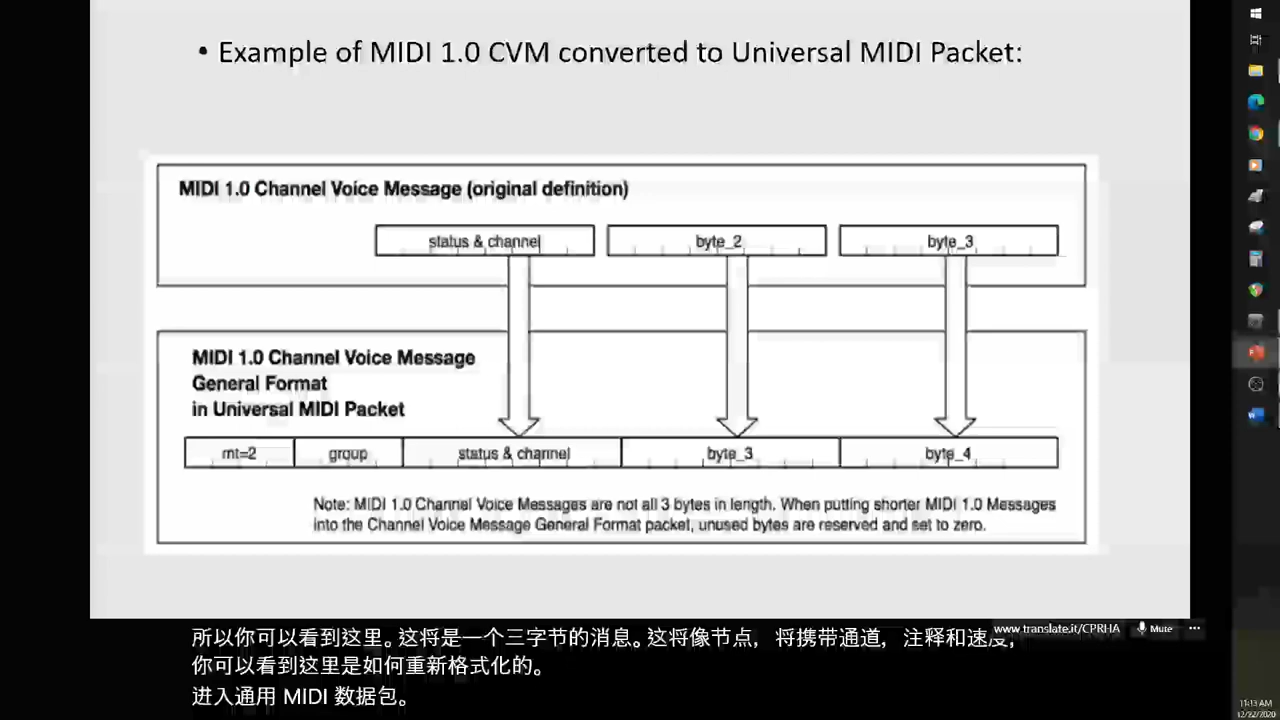 • Example of MIDI 1.0 CVM converted to Universal MIDI Packet:
MIDI 1.0 Channel Voice Message (original definition)
status & channel byte_2 byte_3
MIDI 1.0 Channel Voice Message
General Format
in Universal MIDI Packet
mt=2 group status & channel byte_3 byte_4
Note: MIDI 1.0 Channel Voice Messages are not all 3 bytes in length. When putting shorter MIDI 1.0 Messages
into the Channel Voice Message General Format packet, unused bytes are reserved and set to zero.
www.translate.it/CPRHA Mute ...
所以你可以看到这里。这将是一个三字节的消息。这将像节点，将携带通道，注释和速度，
你可以看到这里是如何重新格式化的。
进入通用 MIDI 数据包。
11:13 AM
12/22/2020